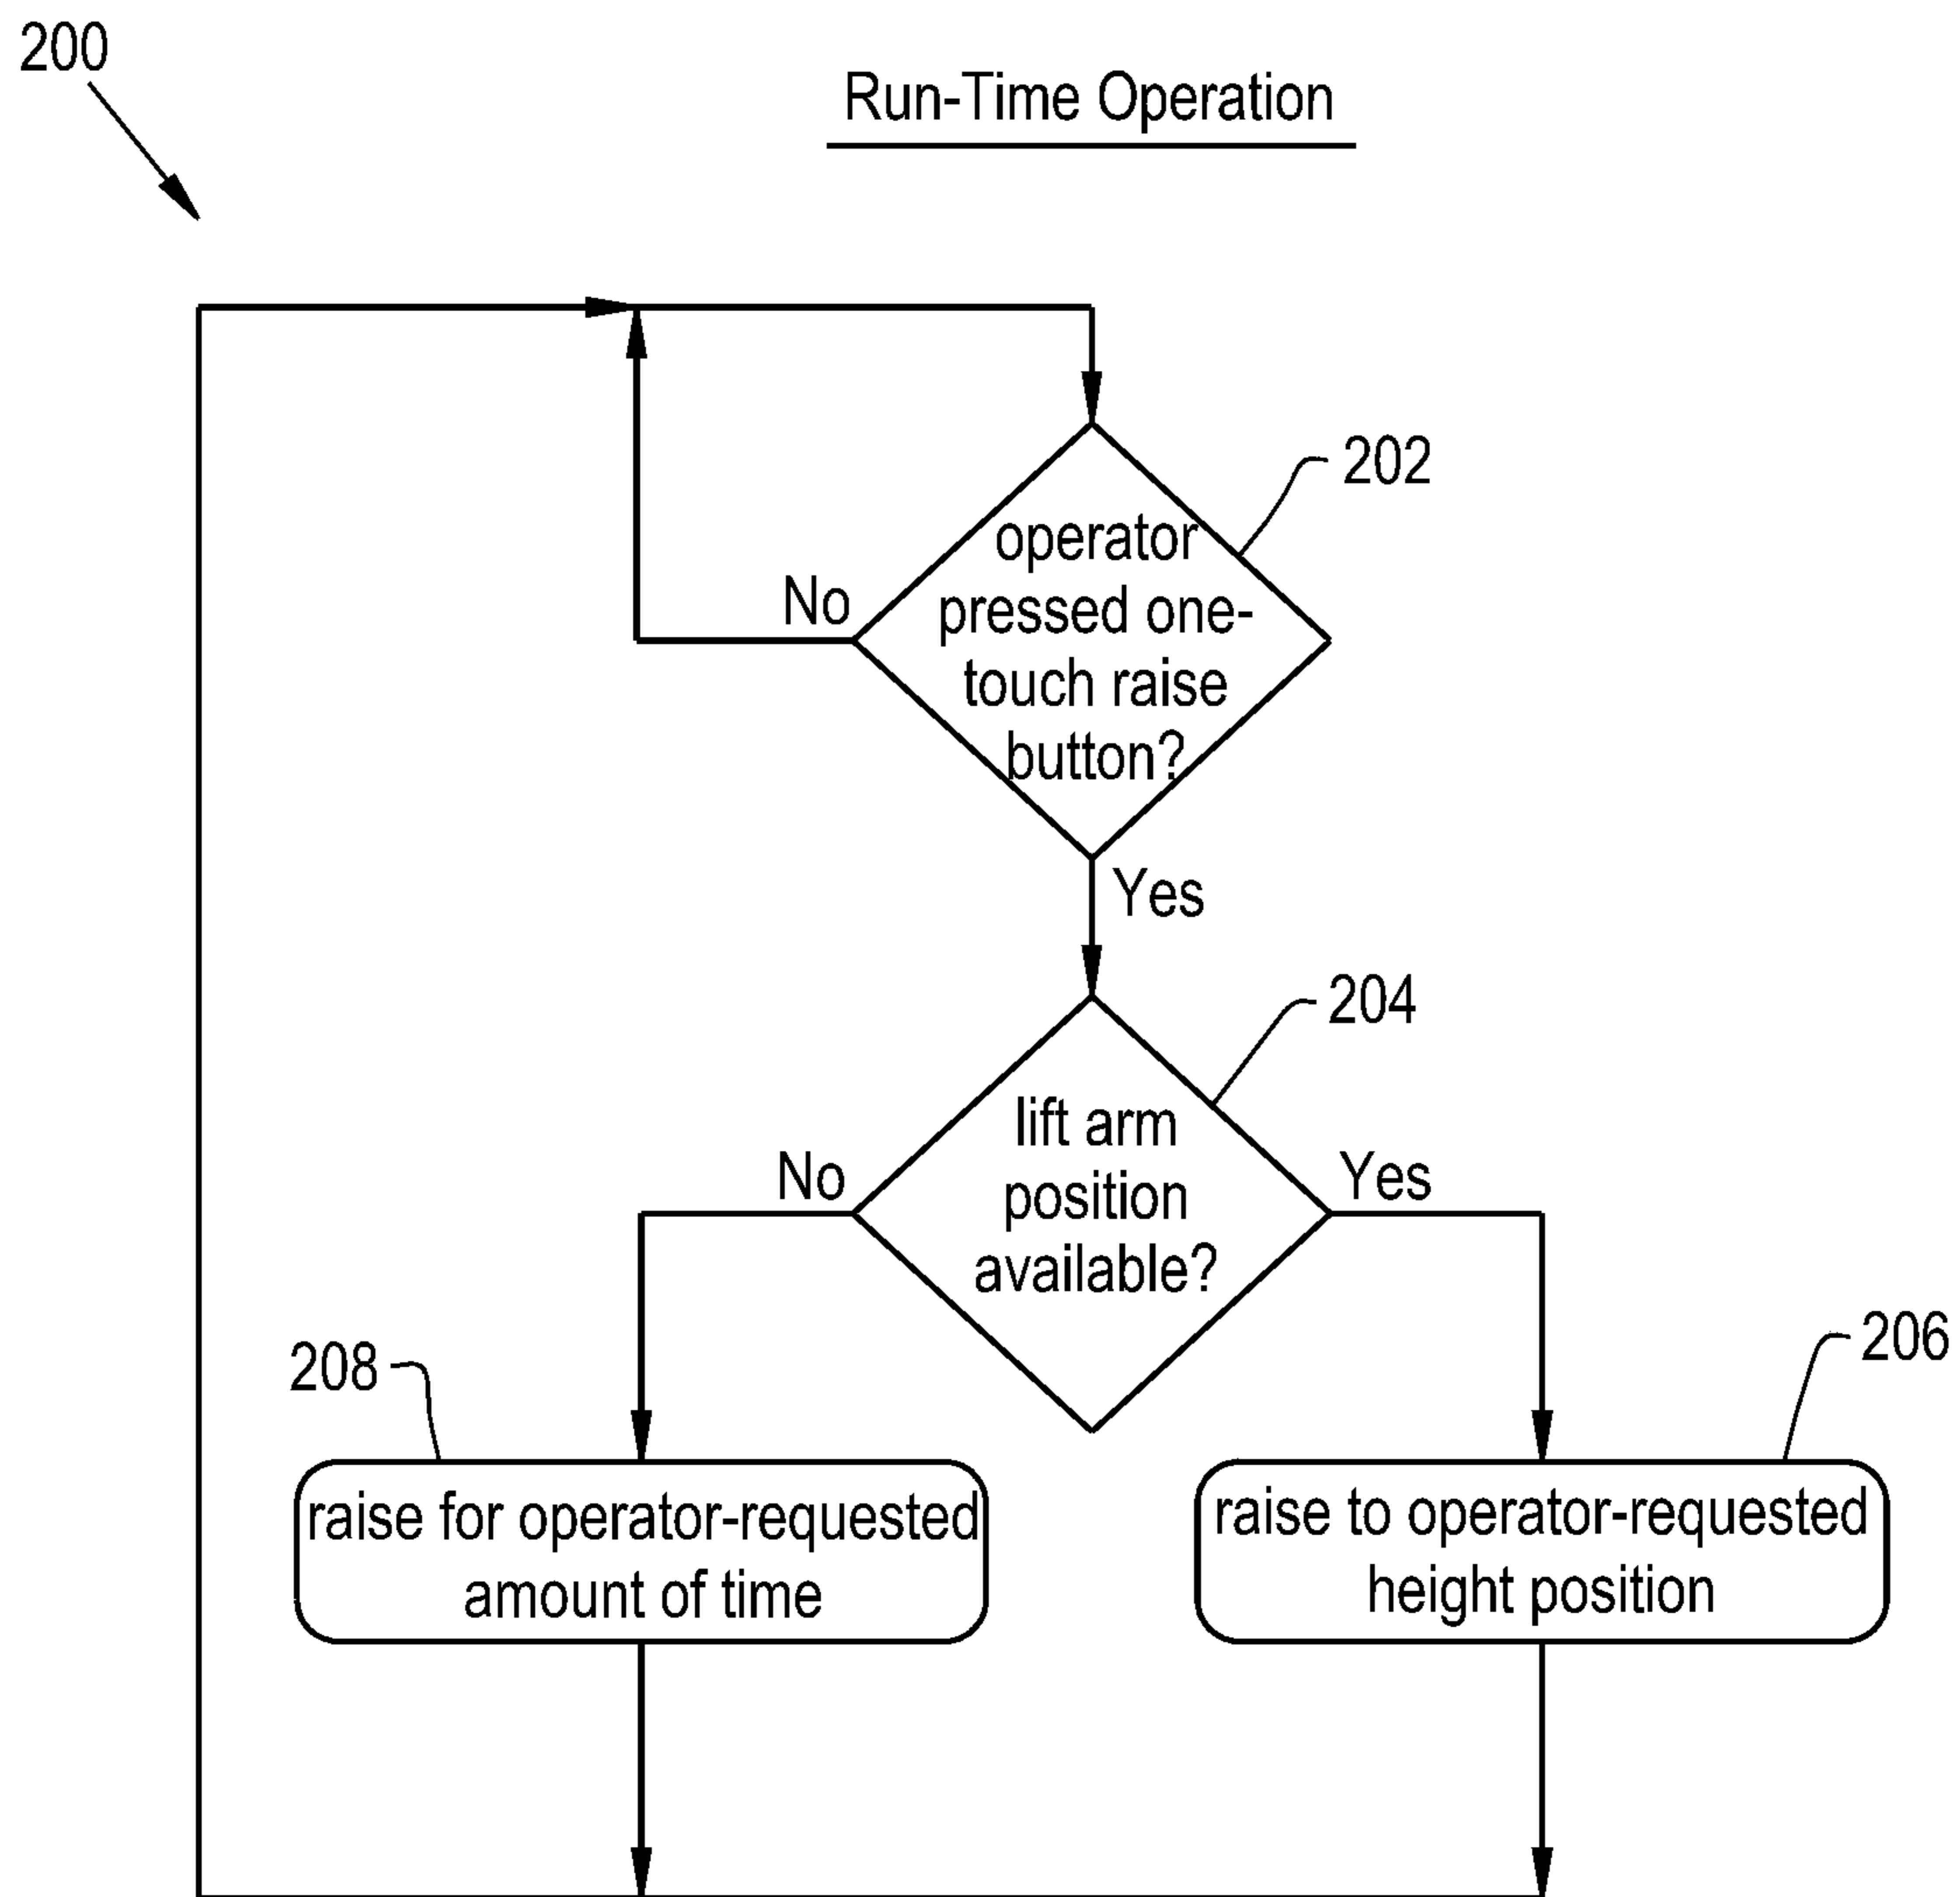 200
Run-Time Operation
202
operator
pressed one-
touch raise
button?
No
Yes
204
lift arm
position
available?
No
Yes
208
206
raise for operator-requested
amount of time
raise to operator-requested
height position